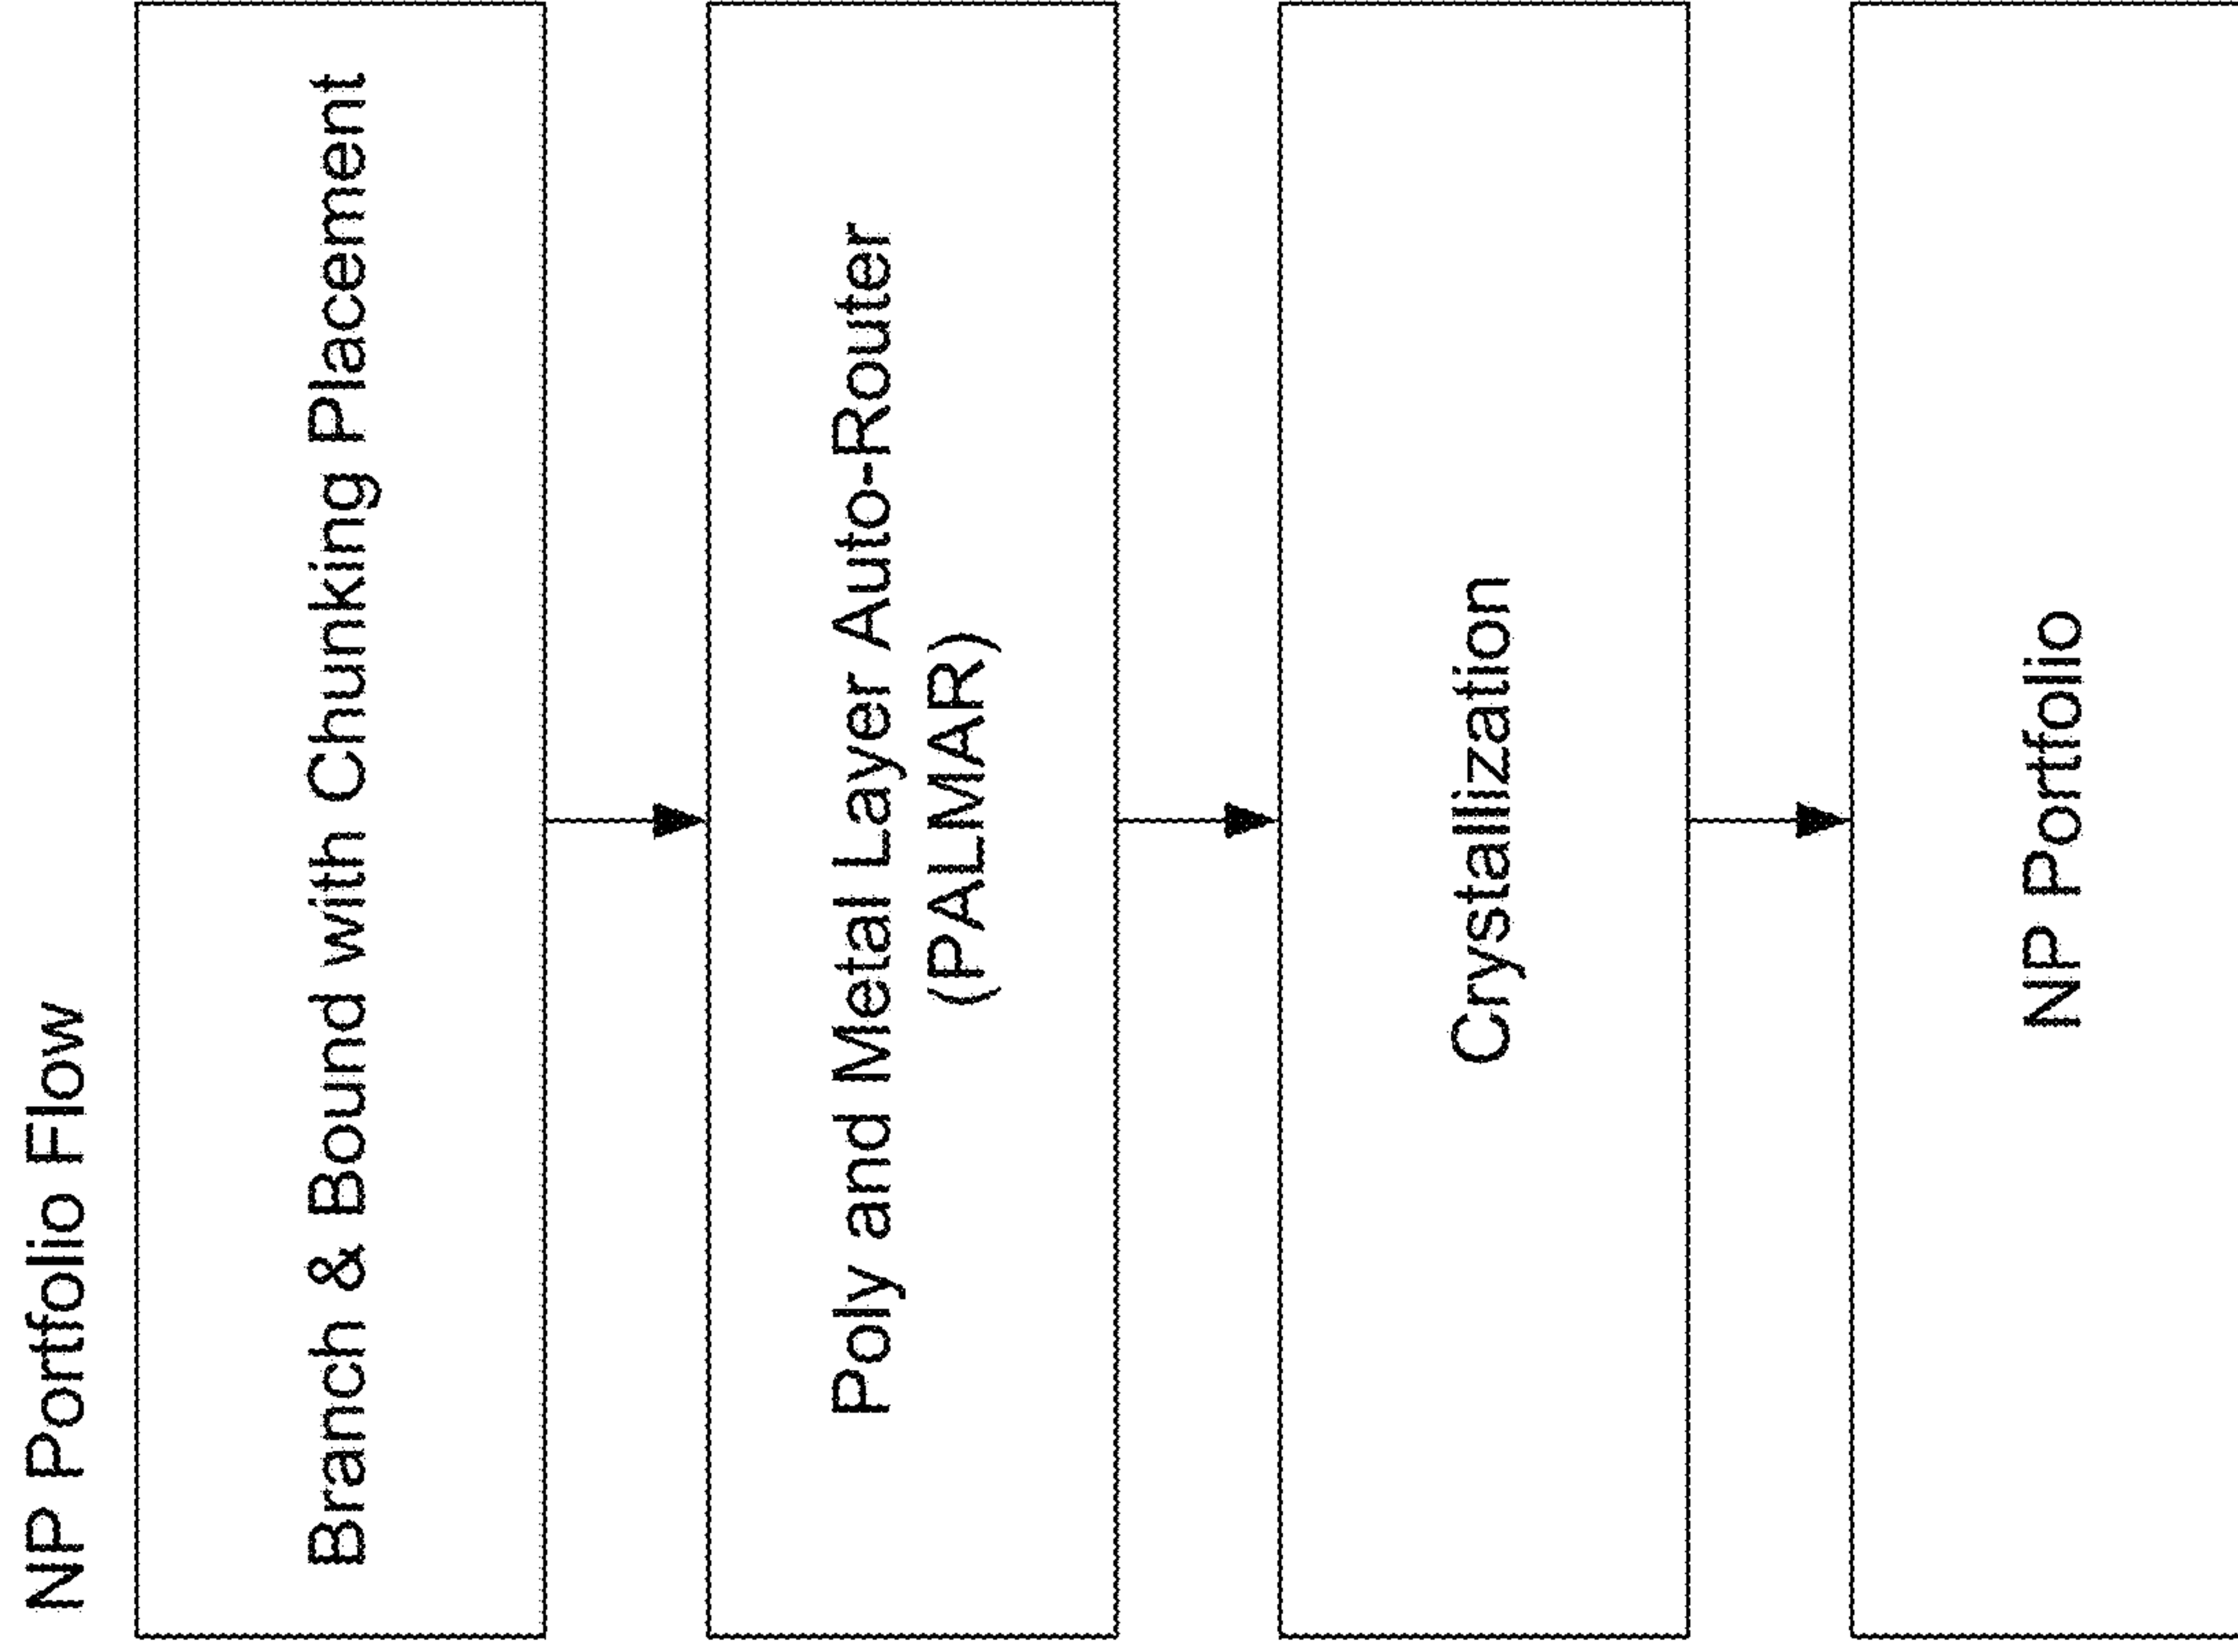 NP Portfolio Flow
Branch & Bound with Chunking Placement
Poly and Metal Layer Auto-Router
(PALMAR)
Crystallization
NP Portfolio